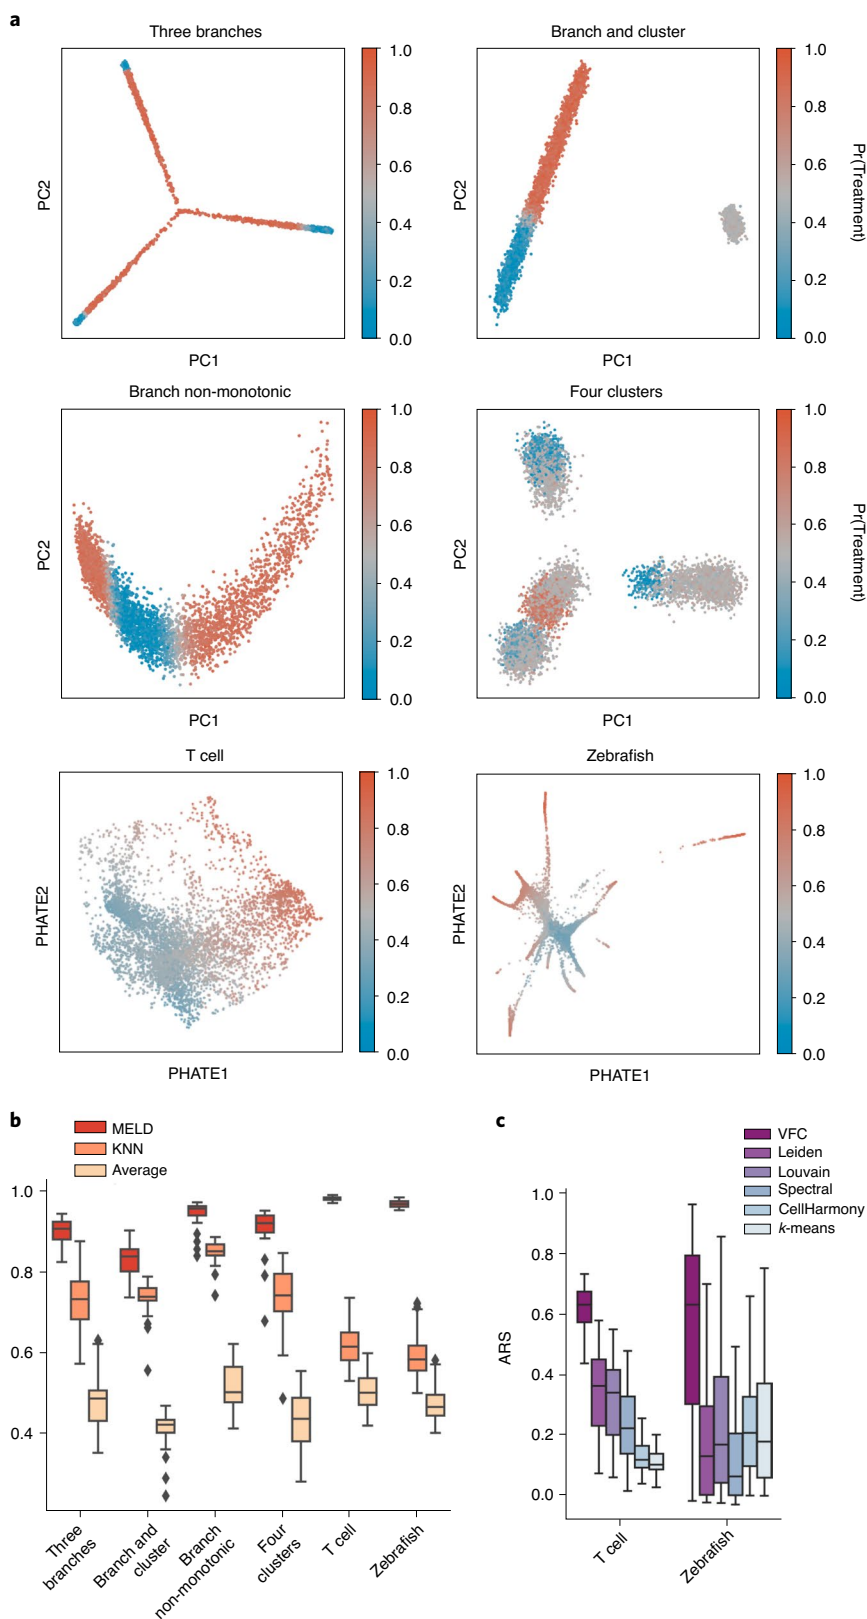 a
Three branches
Branch and cluster
1.0
0.8
0.6
0.4
0.2
0.0
1.0
0.8
0.6
0.4
0.2
0.0
PC2
PC2
Pr(Treatment)
PC1
PC1
Branch non-monotonic
Four clusters
1.0
0.8
0.6
0.4
0.2
0.0
1.0
0.8
0.6
0.4
0.2
0.0
PC2
PC2
Pr(Treatment)
PC1
PC1
T cell
Zebrafish
1.0
0.8
0.6
0.4
0.2
0.0
1.0
0.8
0.6
0.4
0.2
0.0
PHATE2
PHATE2
PHATE1
PHATE1
b
MELD
KNN
Average
1.0
0.8
0.6
0.4
Three
branches
Branch and
cluster
Branch
non-monotonic
Four
clusters
T cell
Zebrafish
c
VFC
Leiden
Louvain
Spectral
CellHarmony
k-means
1.0
0.8
0.6
0.4
0.2
0.0
ARS
T cell
Zebrafish